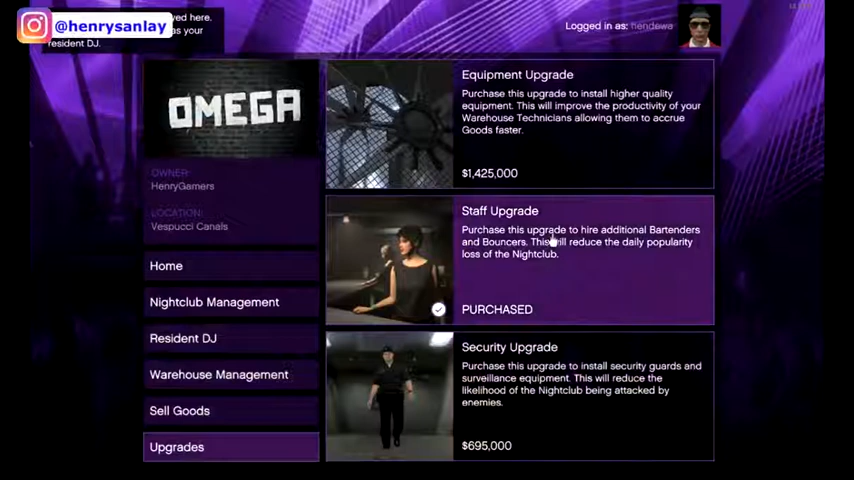 @henrysanlay
yed here.
as your
resident DJ.
Logged in as: hendewa
OMEGA
OWNER:
HenryGamers
LOCATION:
Vespucci Canals
Home
Nightclub Management
Resident DJ
Warehouse Management
Sell Goods
Upgrades
Equipment Upgrade
Purchase this upgrade to install higher quality
equipment. This will improve the productivity of your
Warehouse Technicians allowing them to accrue
Goods faster.
$1,425,000
Staff Upgrade
Purchase this upgrade to hire additional Bartenders
and Bouncers. This will reduce the daily popularity
loss of the Nightclub.
PURCHASED
Security Upgrade
Purchase this upgrade to install security guards and
surveillance equipment. This will reduce the
likelihood of the Nightclub being attacked by
enemies.
$695,000